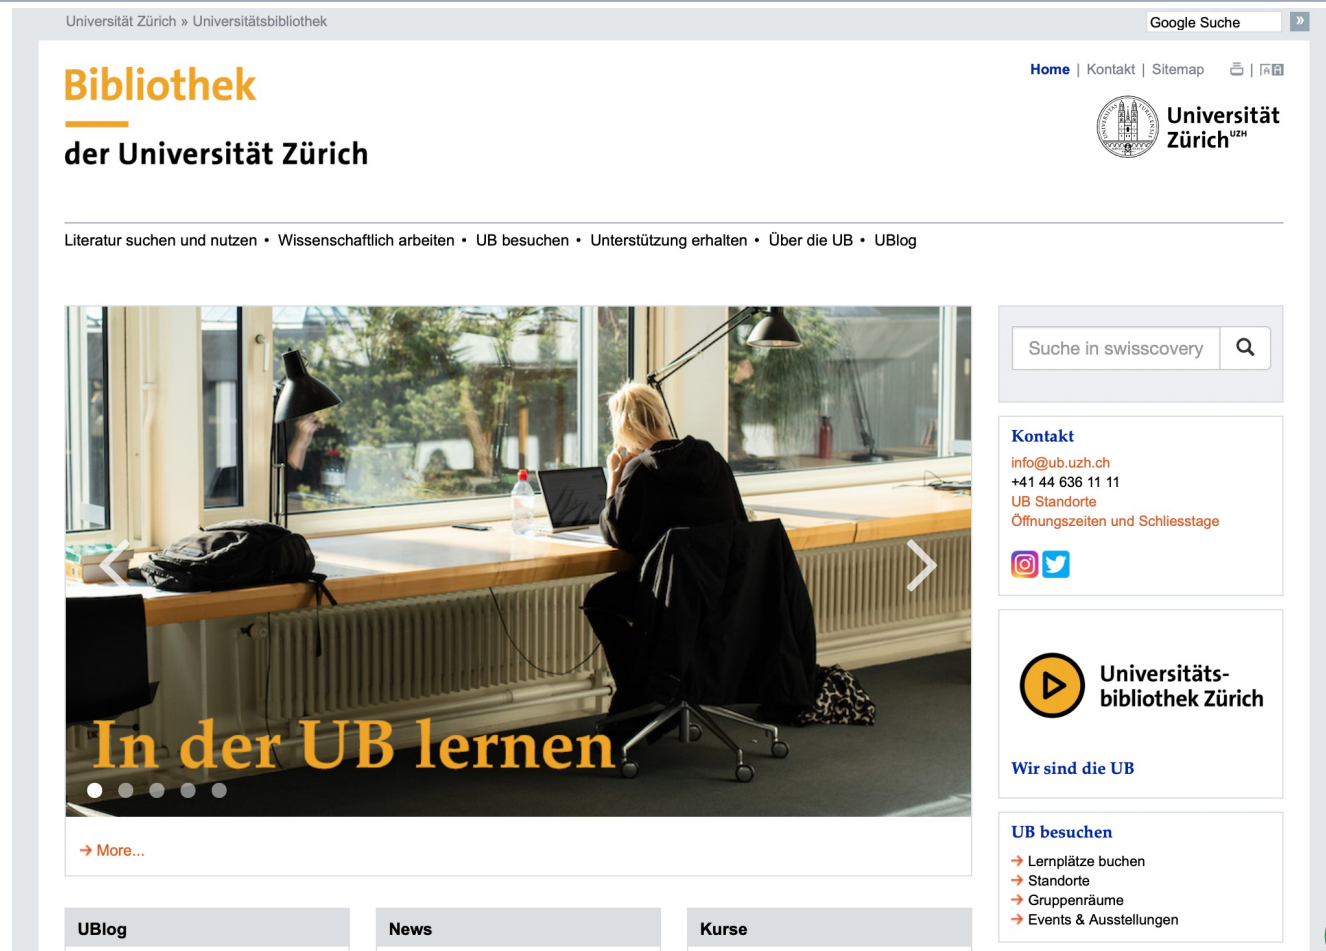 Universität Zürich » Universitätsbibliothek
Google Suche
»
Bibliothek
der Universität Zürich
Home | Kontakt | Sitemap
Universität
Zürich UZH
Literatur suchen und nutzen • Wissenschaftlich arbeiten • UB besuchen • Unterstützung erhalten • Über die UB • UBlog
In der UB lernen
→ More...
Suche in swisscovery
Kontakt
info@ub.uzh.ch
+41 44 636 11 11
UB Standorte
Öffnungszeiten und Schliesstage
Universitäts-
bibliothek Zürich
Wir sind die UB
UB besuchen
→ Lernplätze buchen
→ Standorte
→ Gruppenräume
→ Events & Ausstellungen
UBlog
News
Kurse